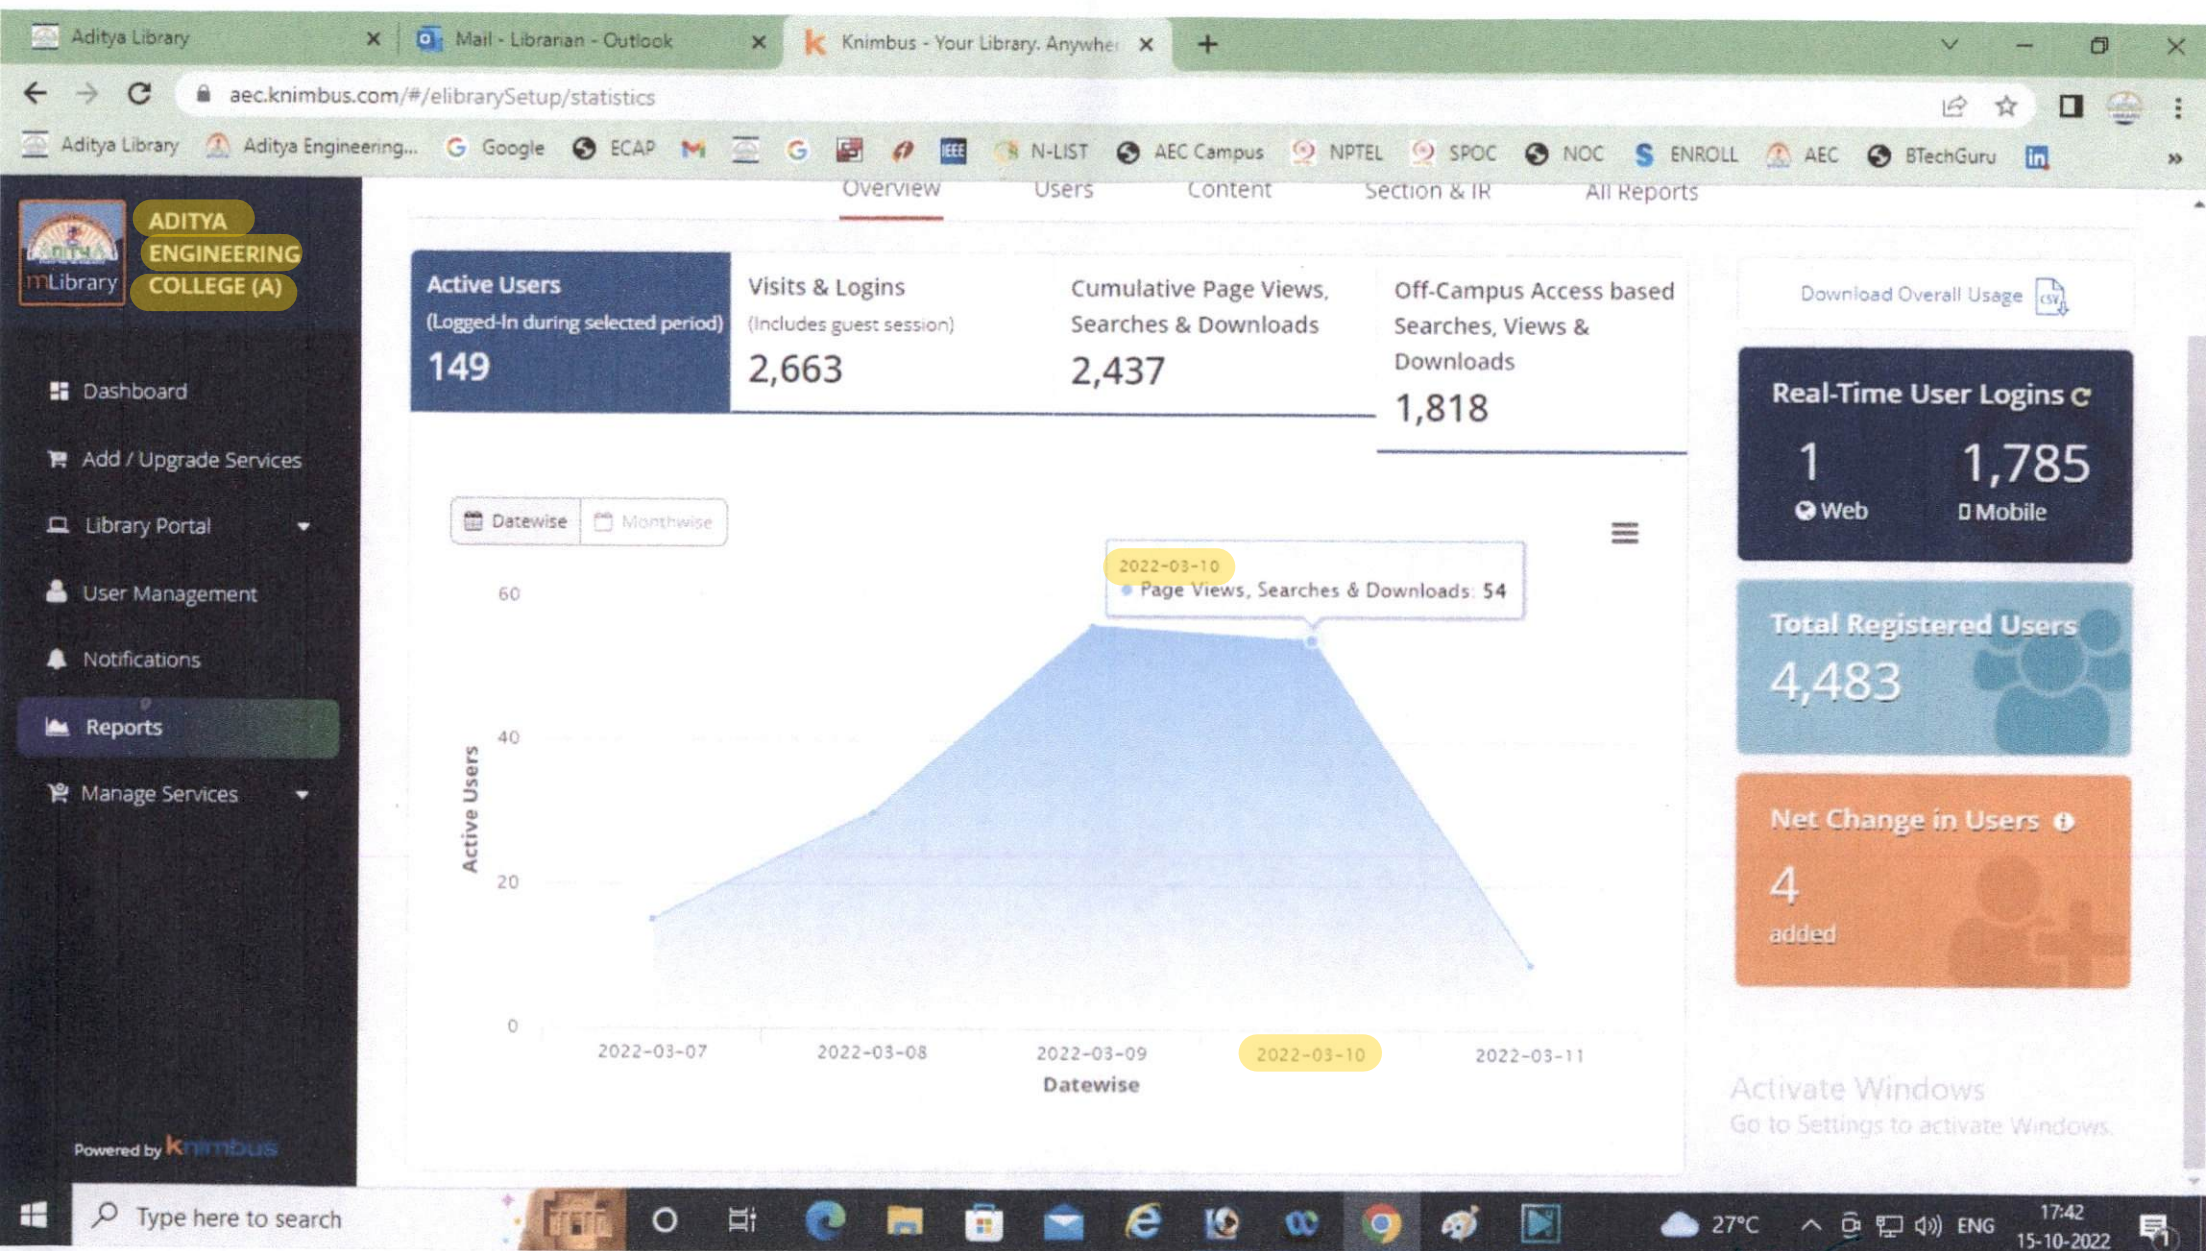 Aditya Library
Mail - Librarian - Outlook
Knimbus - Your Library. Anywher
aec.knimbus.com/#/elibrarySetup/statistics
Aditya Library Aditya Engineering... Google ECAP IEEE N-LIST AEC Campus NPTEL SPOC NOC ENROLL AEC BTechGuru
Overview Users Content Section & IR All Reports
ADITYA
ENGINEERING
COLLEGE (A)
mLibrary
Dashboard
Add / Upgrade Services
Library Portal
User Management
Notifications
Reports
Manage Services
Powered by Knimbus
Active Users
(Logged-In during selected period)
149
Visits & Logins
(Includes guest session)
2,663
Cumulative Page Views,
Searches & Downloads
2,437
Off-Campus Access based
Searches, Views &
Downloads
1,818
Datewise Monthwise
2022-03-10
Page Views, Searches & Downloads: 54
60
40
20
0
Active Users
2022-03-07 2022-03-08 2022-03-09 2022-03-10 2022-03-11
Datewise
Download Overall Usage CSV
Real-Time User Logins
1 1,785
Web Mobile
Total Registered Users
4,483
Net Change in Users
4
added
Activate Windows
Go to Settings to activate Windows.
Type here to search
27°C ENG
17:42
15-10-2022